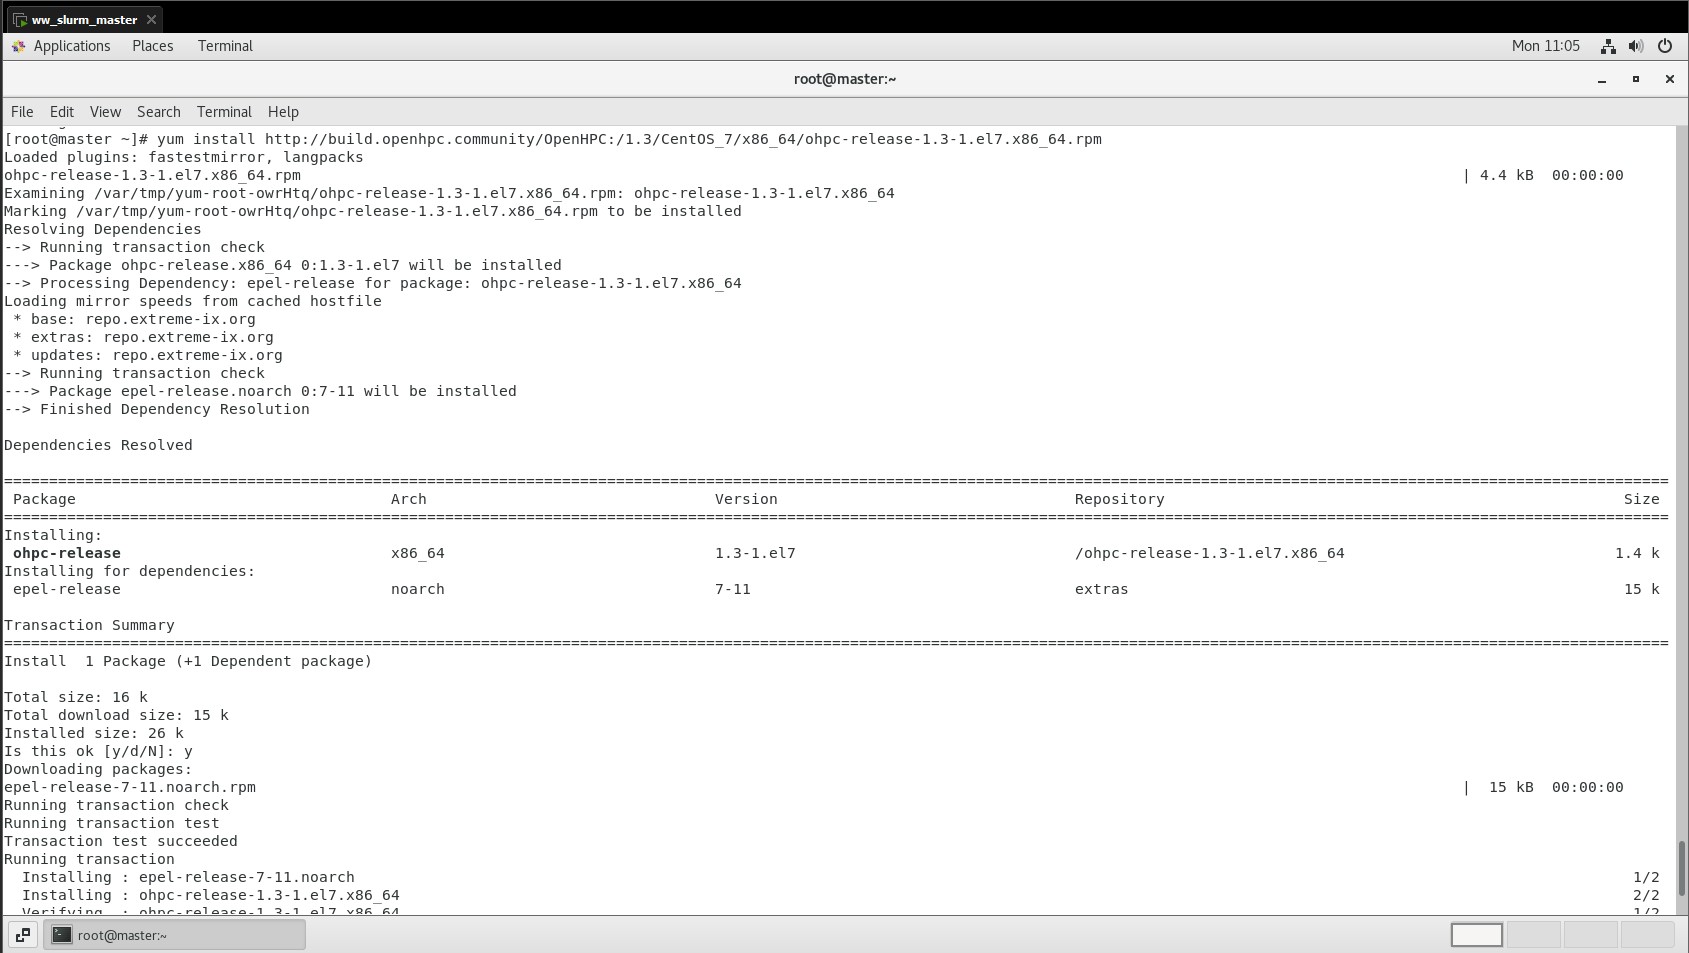 ww_slurm_master
Applications Places Terminal Mon 11:05
root@master:~
File Edit View Search Terminal Help
[root@master ~]# yum install http://build.openhpc.community/OpenHPC:/1.3/CentOS_7/x86_64/ohpc-release-1.3-1.el7.x86_64.rpm
Loaded plugins: fastestmirror, langpacks
ohpc-release-1.3-1.el7.x86_64.rpm | 4.4 kB 00:00:00
Examining /var/tmp/yum-root-owrHtq/ohpc-release-1.3-1.el7.x86_64.rpm: ohpc-release-1.3-1.el7.x86_64
Marking /var/tmp/yum-root-owrHtq/ohpc-release-1.3-1.el7.x86_64.rpm to be installed
Resolving Dependencies
--> Running transaction check
---> Package ohpc-release.x86_64 0:1.3-1.el7 will be installed
--> Processing Dependency: epel-release for package: ohpc-release-1.3-1.el7.x86_64
Loading mirror speeds from cached hostfile
* base: repo.extreme-ix.org
* extras: repo.extreme-ix.org
* updates: repo.extreme-ix.org
--> Running transaction check
---> Package epel-release.noarch 0:7-11 will be installed
--> Finished Dependency Resolution
Dependencies Resolved
Package Arch Version Repository Size
Installing:
ohpc-release x86_64 1.3-1.el7 /ohpc-release-1.3-1.el7.x86_64 1.4 k
Installing for dependencies:
epel-release noarch 7-11 extras 15 k
Transaction Summary
Install 1 Package (+1 Dependent package)
Total size: 16 k
Total download size: 15 k
Installed size: 26 k
Is this ok [y/d/N]: y
Downloading packages:
epel-release-7-11.noarch.rpm | 15 kB 00:00:00
Running transaction check
Running transaction test
Transaction test succeeded
Running transaction
Installing : epel-release-7-11.noarch 1/2
Installing : ohpc-release-1.3-1.el7.x86_64 2/2
Verifying : ohpc-release-1.3-1.el7.x86_64 1/2
root@master:~